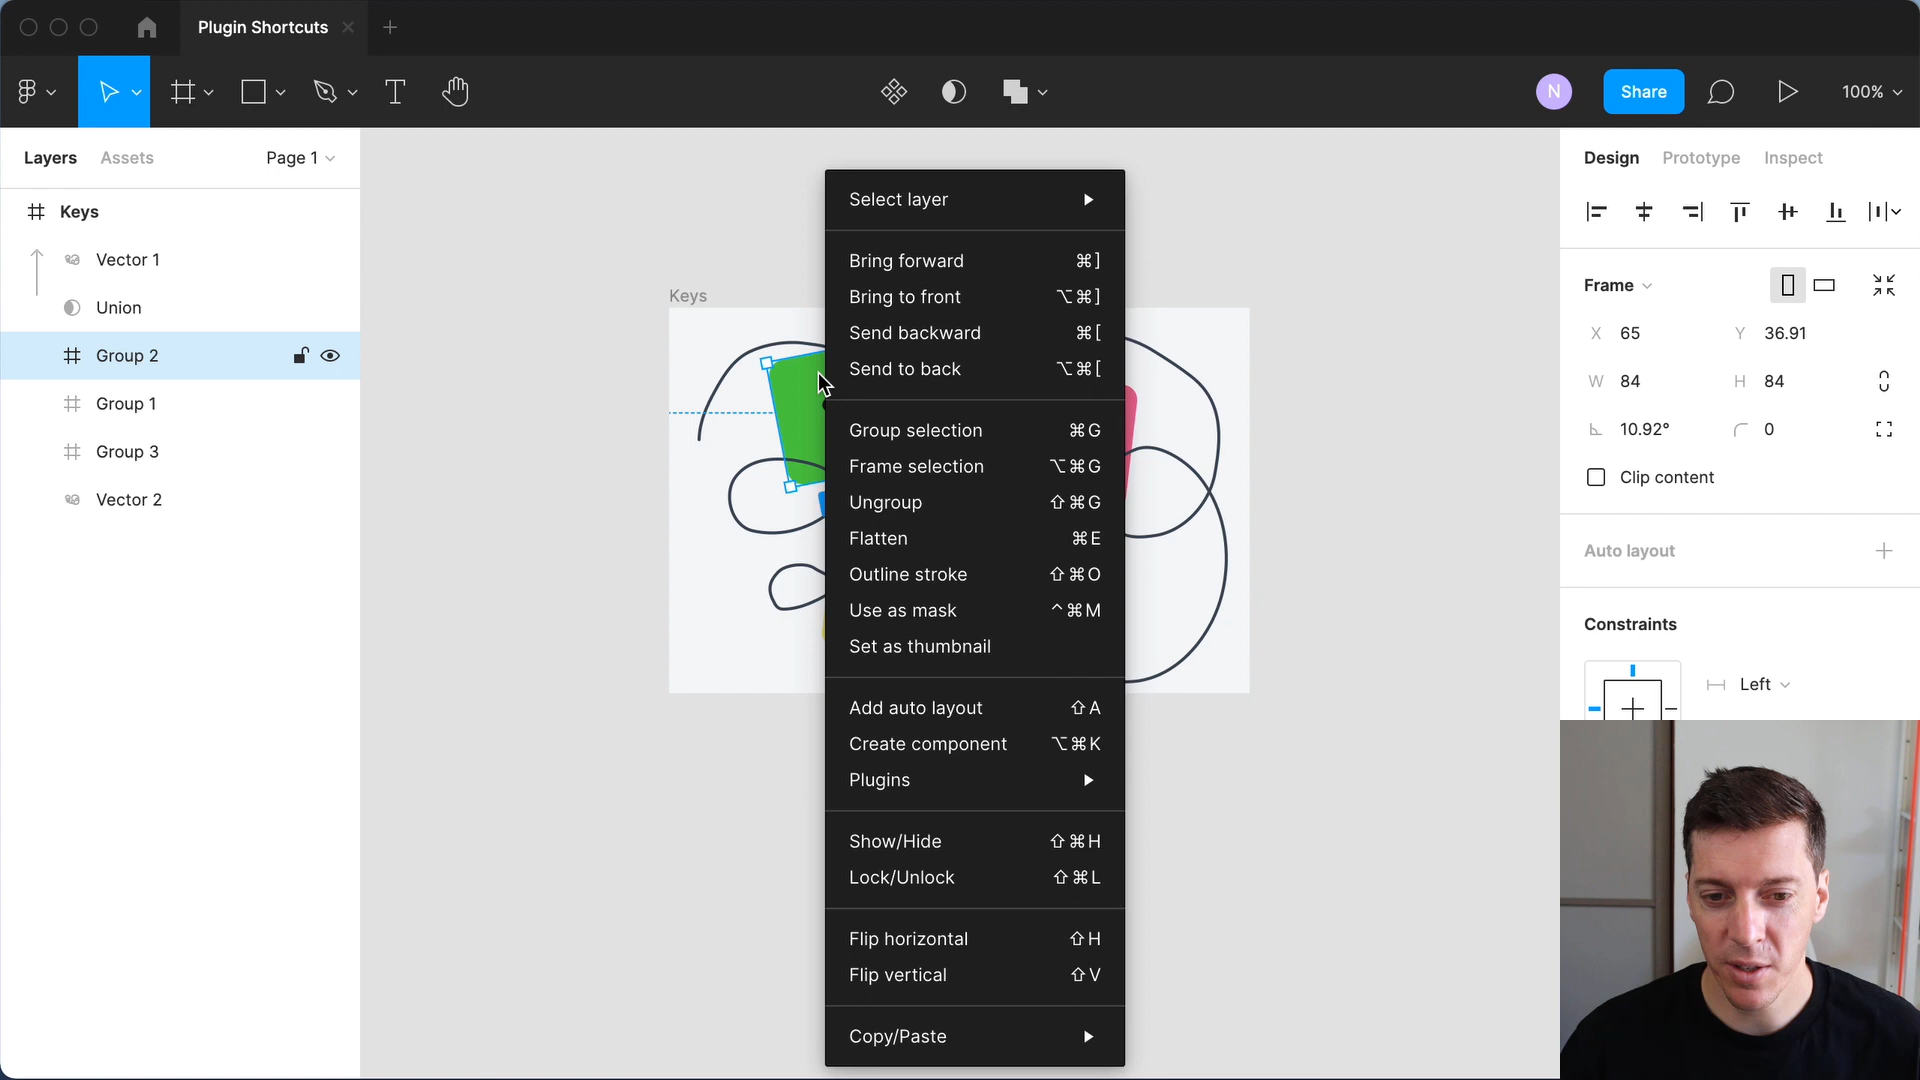 Plugin Shortcuts
N
Share
100%
Layers
Assets
Page 1
Keys
Vector 1
Union
Group 2
Group 1
Group 3
Vector 2
Keys
Select layer
Bring forward ⌘]
Bring to front ⌥⌘]
Send backward ⌘[
Send to back ⌥⌘[
Group selection ⌘G
Frame selection ⌥⌘G
Ungroup ⇧⌘G
Flatten ⌘E
Outline stroke ⇧⌘O
Use as mask ^⌘M
Set as thumbnail
Add auto layout ⇧A
Create component ⌥⌘K
Plugins
Show/Hide ⇧⌘H
Lock/Unlock ⇧⌘L
Flip horizontal ⇧H
Flip vertical ⇧V
Copy/Paste
Design
Prototype
Inspect
Frame
X 65 Y 36.91
W 84 H 84
10.92° 0
Clip content
Auto layout
Constraints
Left